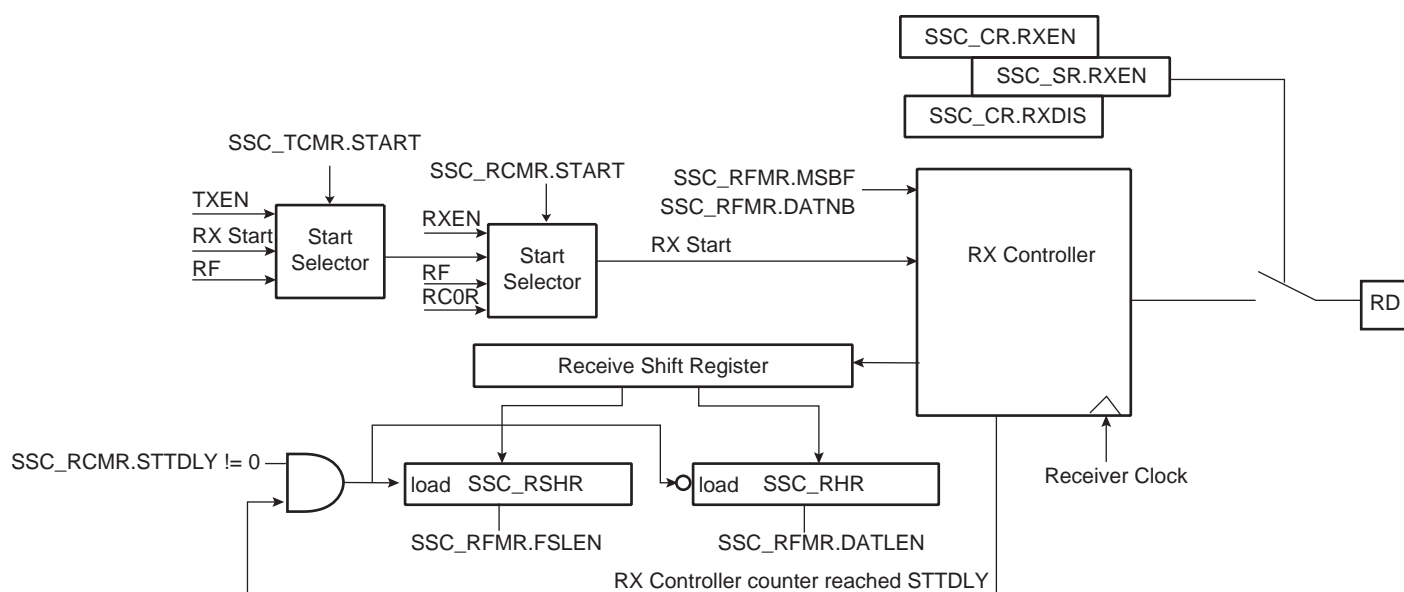 SSC_CR.RXEN
SSC_SR.RXEN
SSC_CR.RXDIS
SSC_TCMR.START
SSC_RCMR.START
SSC_RFMR.MSBF
SSC_RFMR.DATNB
TXEN
RX Start
RF
Start
Selector
RXEN
RF
RC0R
Start
Selector
RX Start
RX Controller
RD
Receive Shift Register
SSC_RCMR.STTDLY != 0
load SSC_RSHR
load SSC_RHR
Receiver Clock
SSC_RFMR.FSLEN
SSC_RFMR.DATLEN
RX Controller counter reached STTDLY